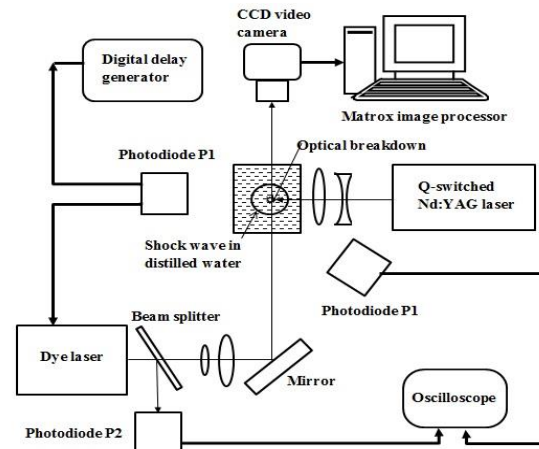 CCD video
camera
Digital delay
generator
Matrox image processor
Photodiode P1
Optical breakdown
Q-switched
Nd:YAG laser
Shock wave in
distilled water
Photodiode P1
Beam splitter
Dye laser
Mirror
Oscilloscope
Photodiode P2